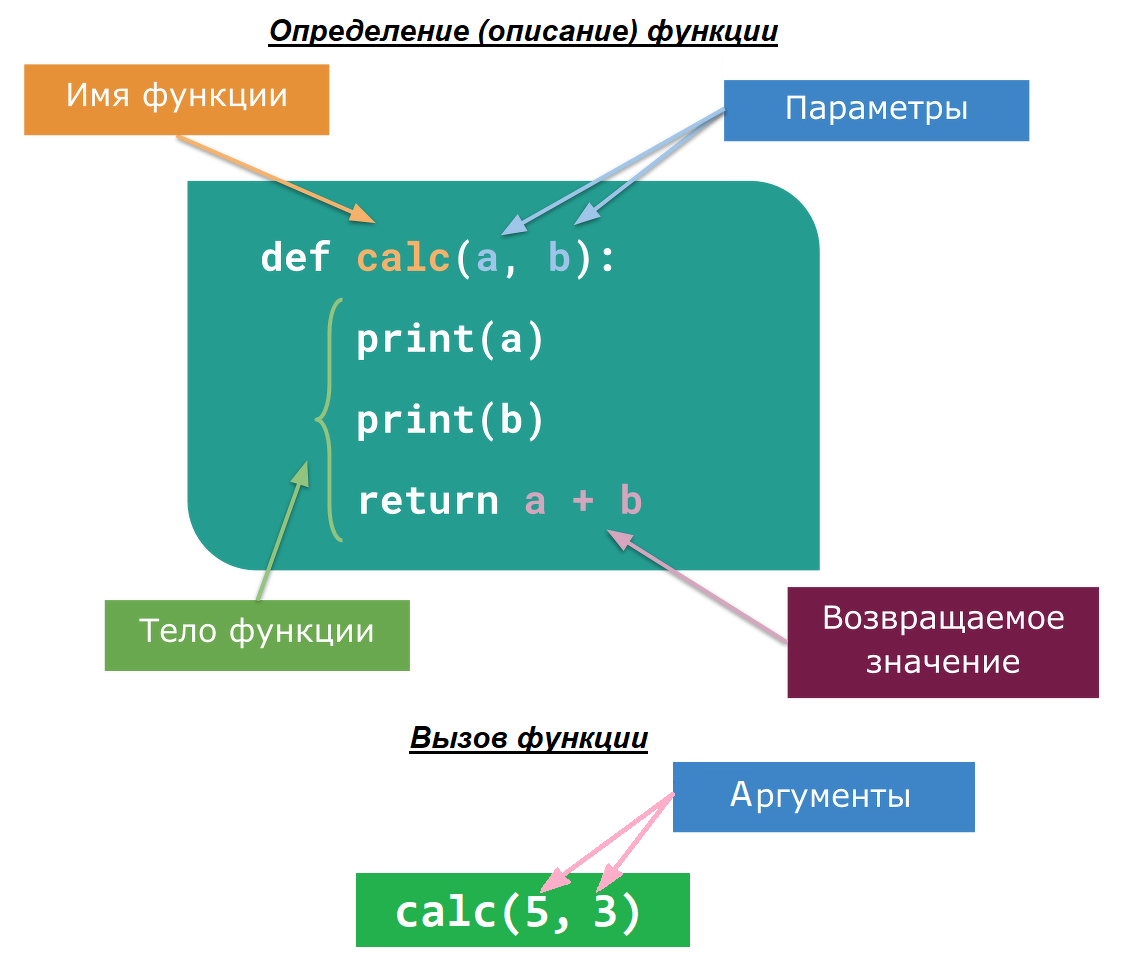 Определение (описание) функции
Имя функции
Параметры
def calc(a, b):
print(a)
print(b)
return a + b
Тело функции
Возвращаемое
значение
Вызов функции
Аргументы
calc(5, 3)